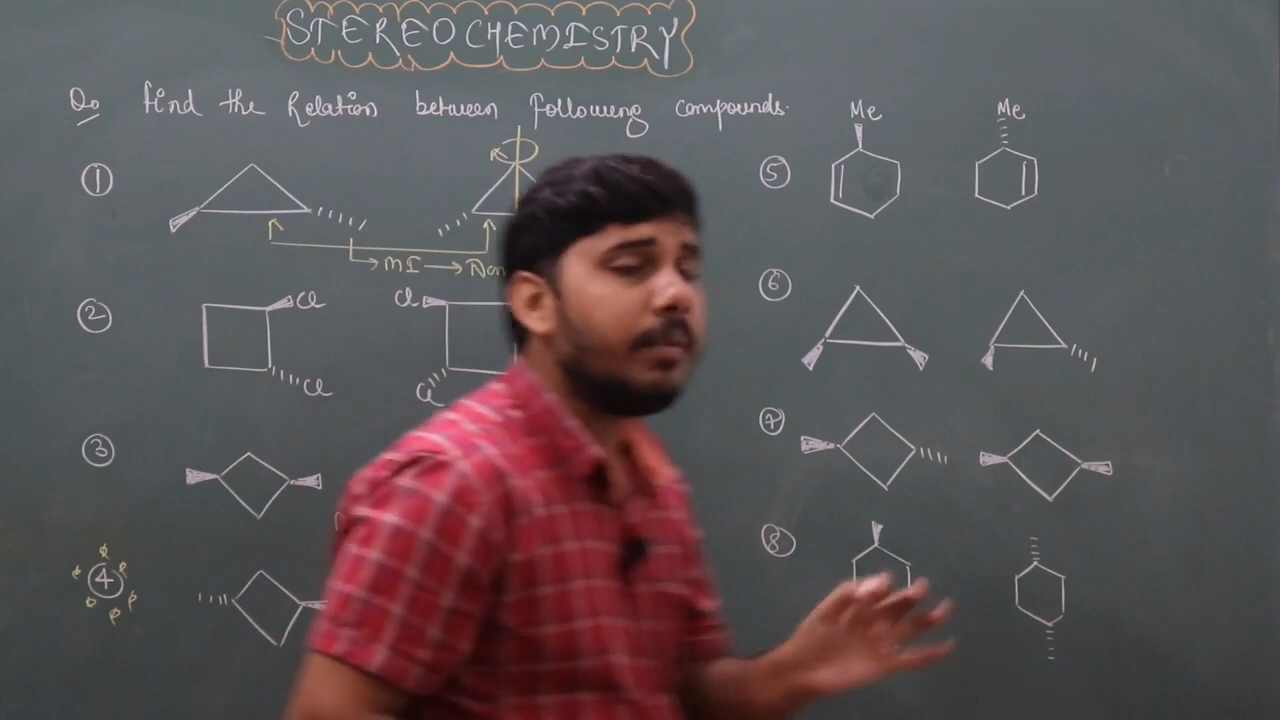 STEREOCHEMISTRY
Q. find the Relation between following compounds.
①
MI → Non
②
Cl
Cl
Cl
Cl
③
④
⑤
Me
Me
⑥
⑦
⑧